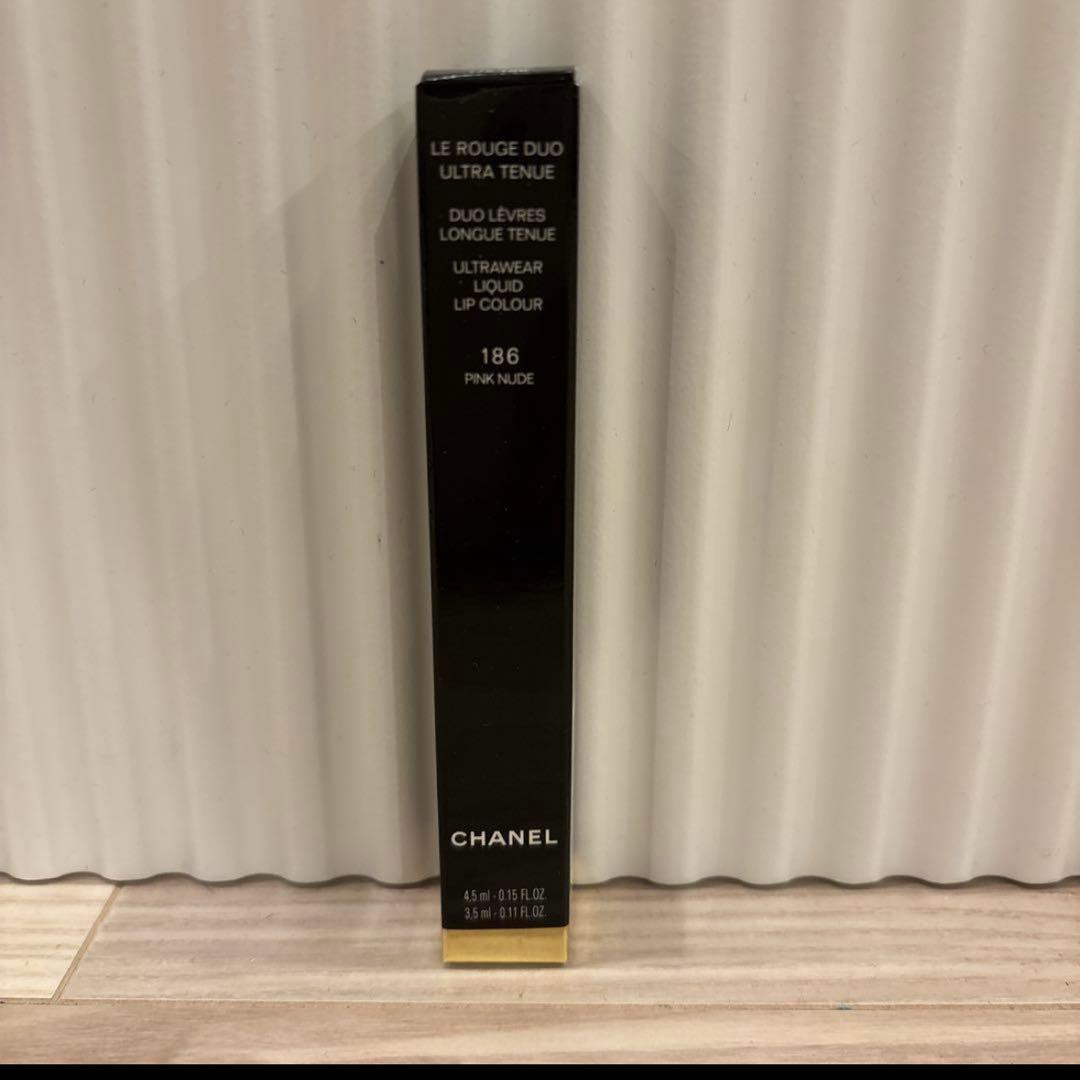 LE ROUGE DUO
ULTRA TENUE
DUO LÈVRES
LONGUE TENUE
ULTRAWEAR
LIQUID
LIP COLOUR
186
PINK NUDE
CHANEL
4,5 ml - 0.15 FL.OZ.
3,5 ml - 0.11 FL.OZ.